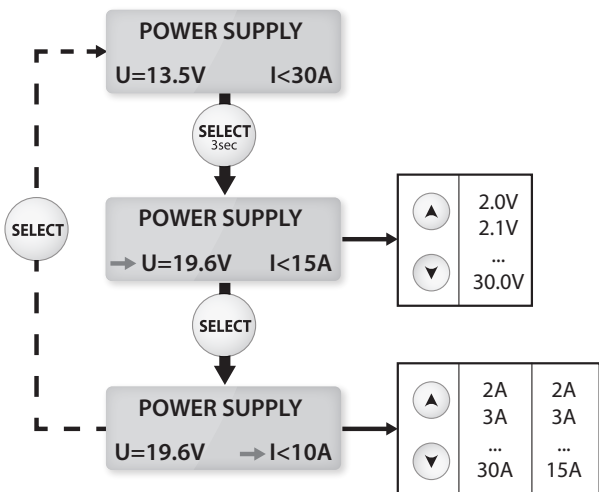 POWER SUPPLY
U=13.5V I<30A
SELECT
3sec
POWER SUPPLY
→ U=19.6V I<15A
2.0V
2.1V
...
30.0V
SELECT
SELECT
POWER SUPPLY
U=19.6V → I<10A
2A 2A
3A 3A
... ...
30A 15A